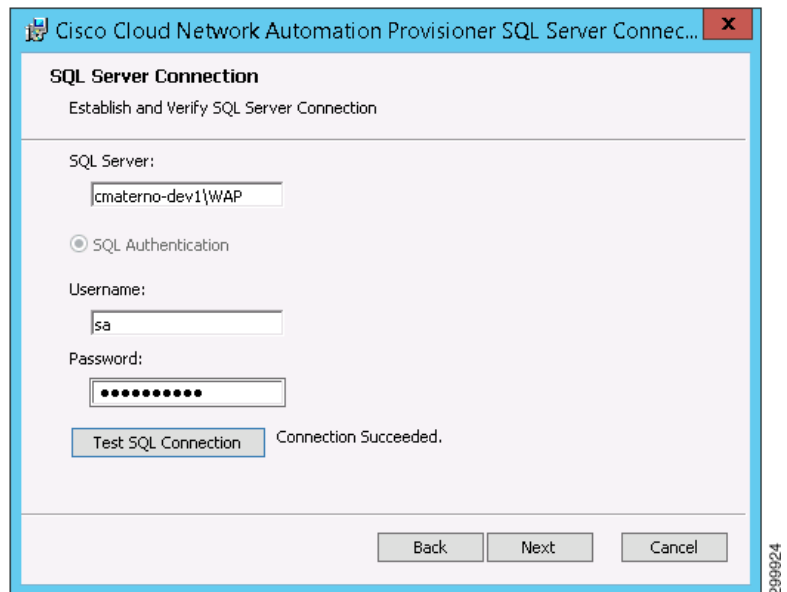 Cisco Cloud Network Automation Provisioner SQL Server Connec... x
SQL Server Connection
Establish and Verify SQL Server Connection
SQL Server:
cmaterno-dev1\WAP
SQL Authentication
Username:
sa
Password:
●●●●●●●●●●
Test SQL Connection Connection Succeeded.
Back Next Cancel
299924